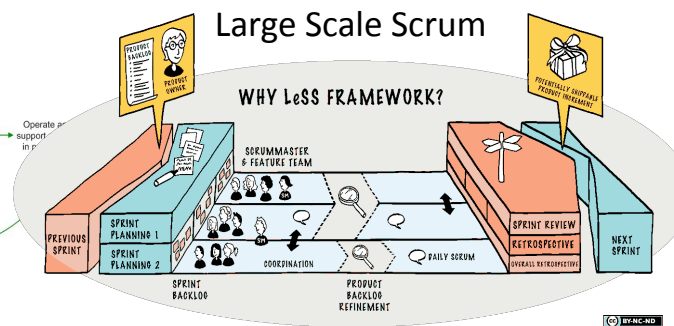 Large Scale Scrum
PRODUCT
BACKLOG
PRODUCT
OWNER
POTENTIALLY SHIPPABLE
PRODUCT INCREMENT
WHY LeSS FRAMEWORK?
Operate
support
in
SCRUMMASTER
& FEATURE TEAM
SM
SM
PREVIOUS
SPRINT
SPRINT
PLANNING 1
SPRINT
PLANNING 2
COORDINATION
DAILY SCRUM
SPRINT REVIEW
RETROSPECTIVE
OVERALL RETROSPECTIVE
NEXT
SPRINT
SPRINT
BACKLOG
PRODUCT
BACKLOG
REFINEMENT
cc BY-NC-ND